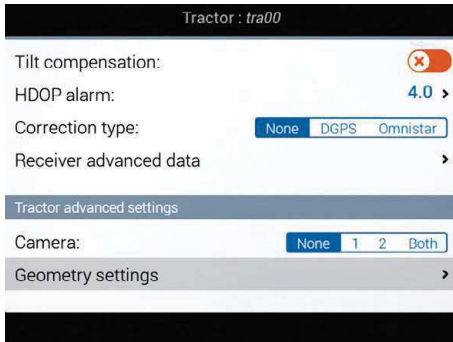 Tractor : tra00
Tilt compensation:
HDOP alarm: 4.0 >
Correction type: None DGPS Omnistar
Receiver advanced data >
Tractor advanced settings
Camera: None 1 2 Both
Geometry settings >